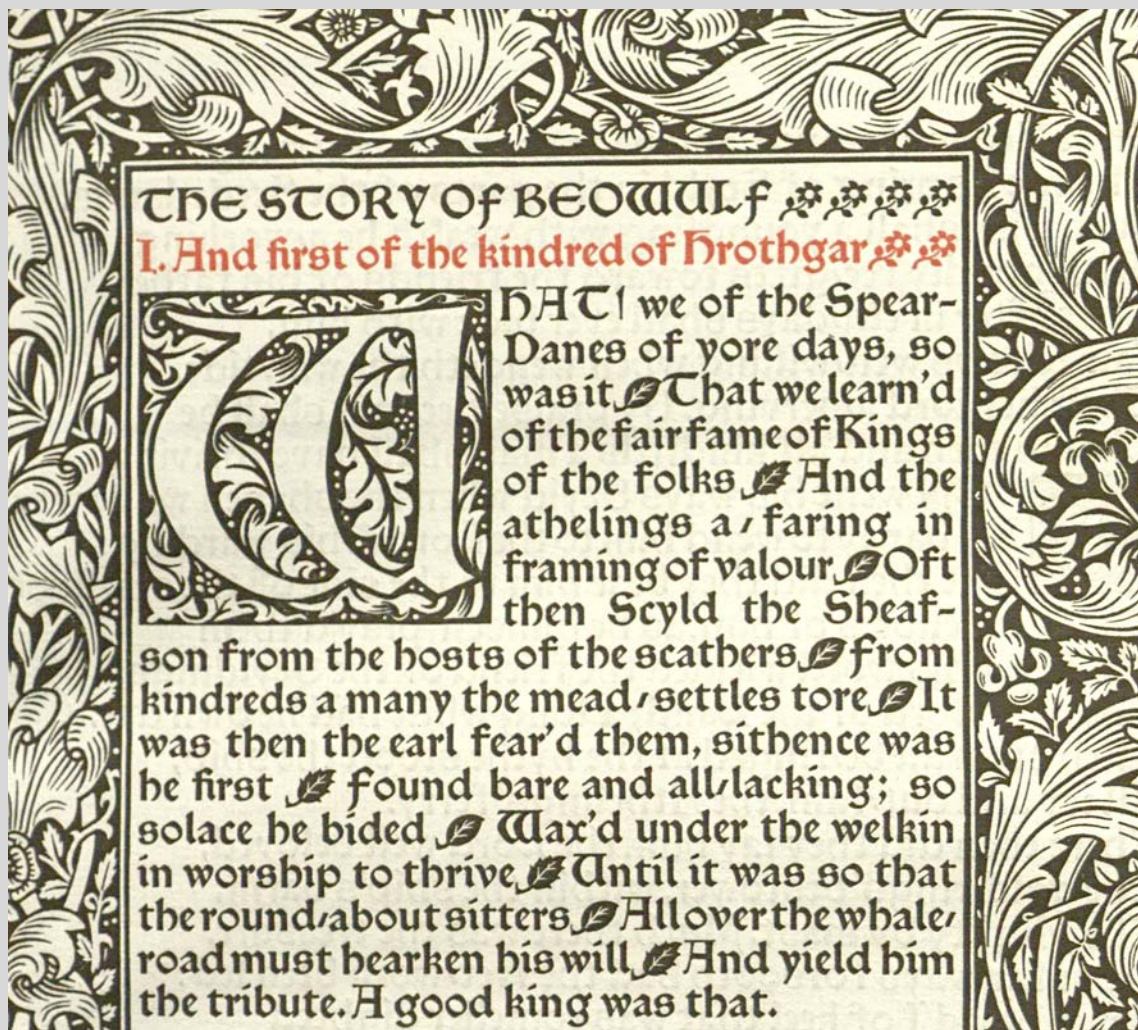 THE STORY OF BEOWULF
I. And first of the kindred of Hrothgar
WHAT! we of the Spear-
Danes of yore days, so
was it That we learn'd
of the fair fame of Kings
of the folks And the
athelings a-faring in
framing of valour Oft
then Scyld the Sheaf-
son from the hosts of the scathers From
kindreds a many the mead-settles tore It
was then the earl fear'd them, sithence was
he first Found bare and all-lacking; so
solace he bided Wax'd under the welkin
in worship to thrive Until it was so that
the round-about sitters All over the whale-
road must hearken his will And yield him
the tribute. A good king was that.